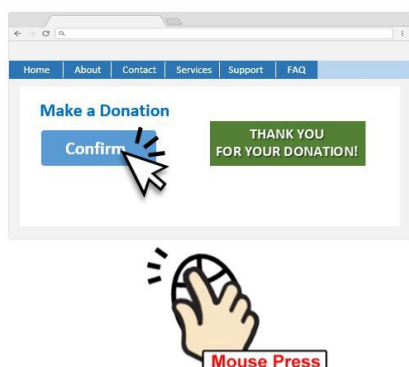 Home About Contact Services Support FAQ
Make a Donation
Confirm
THANK YOU
FOR YOUR DONATION!
Mouse Press